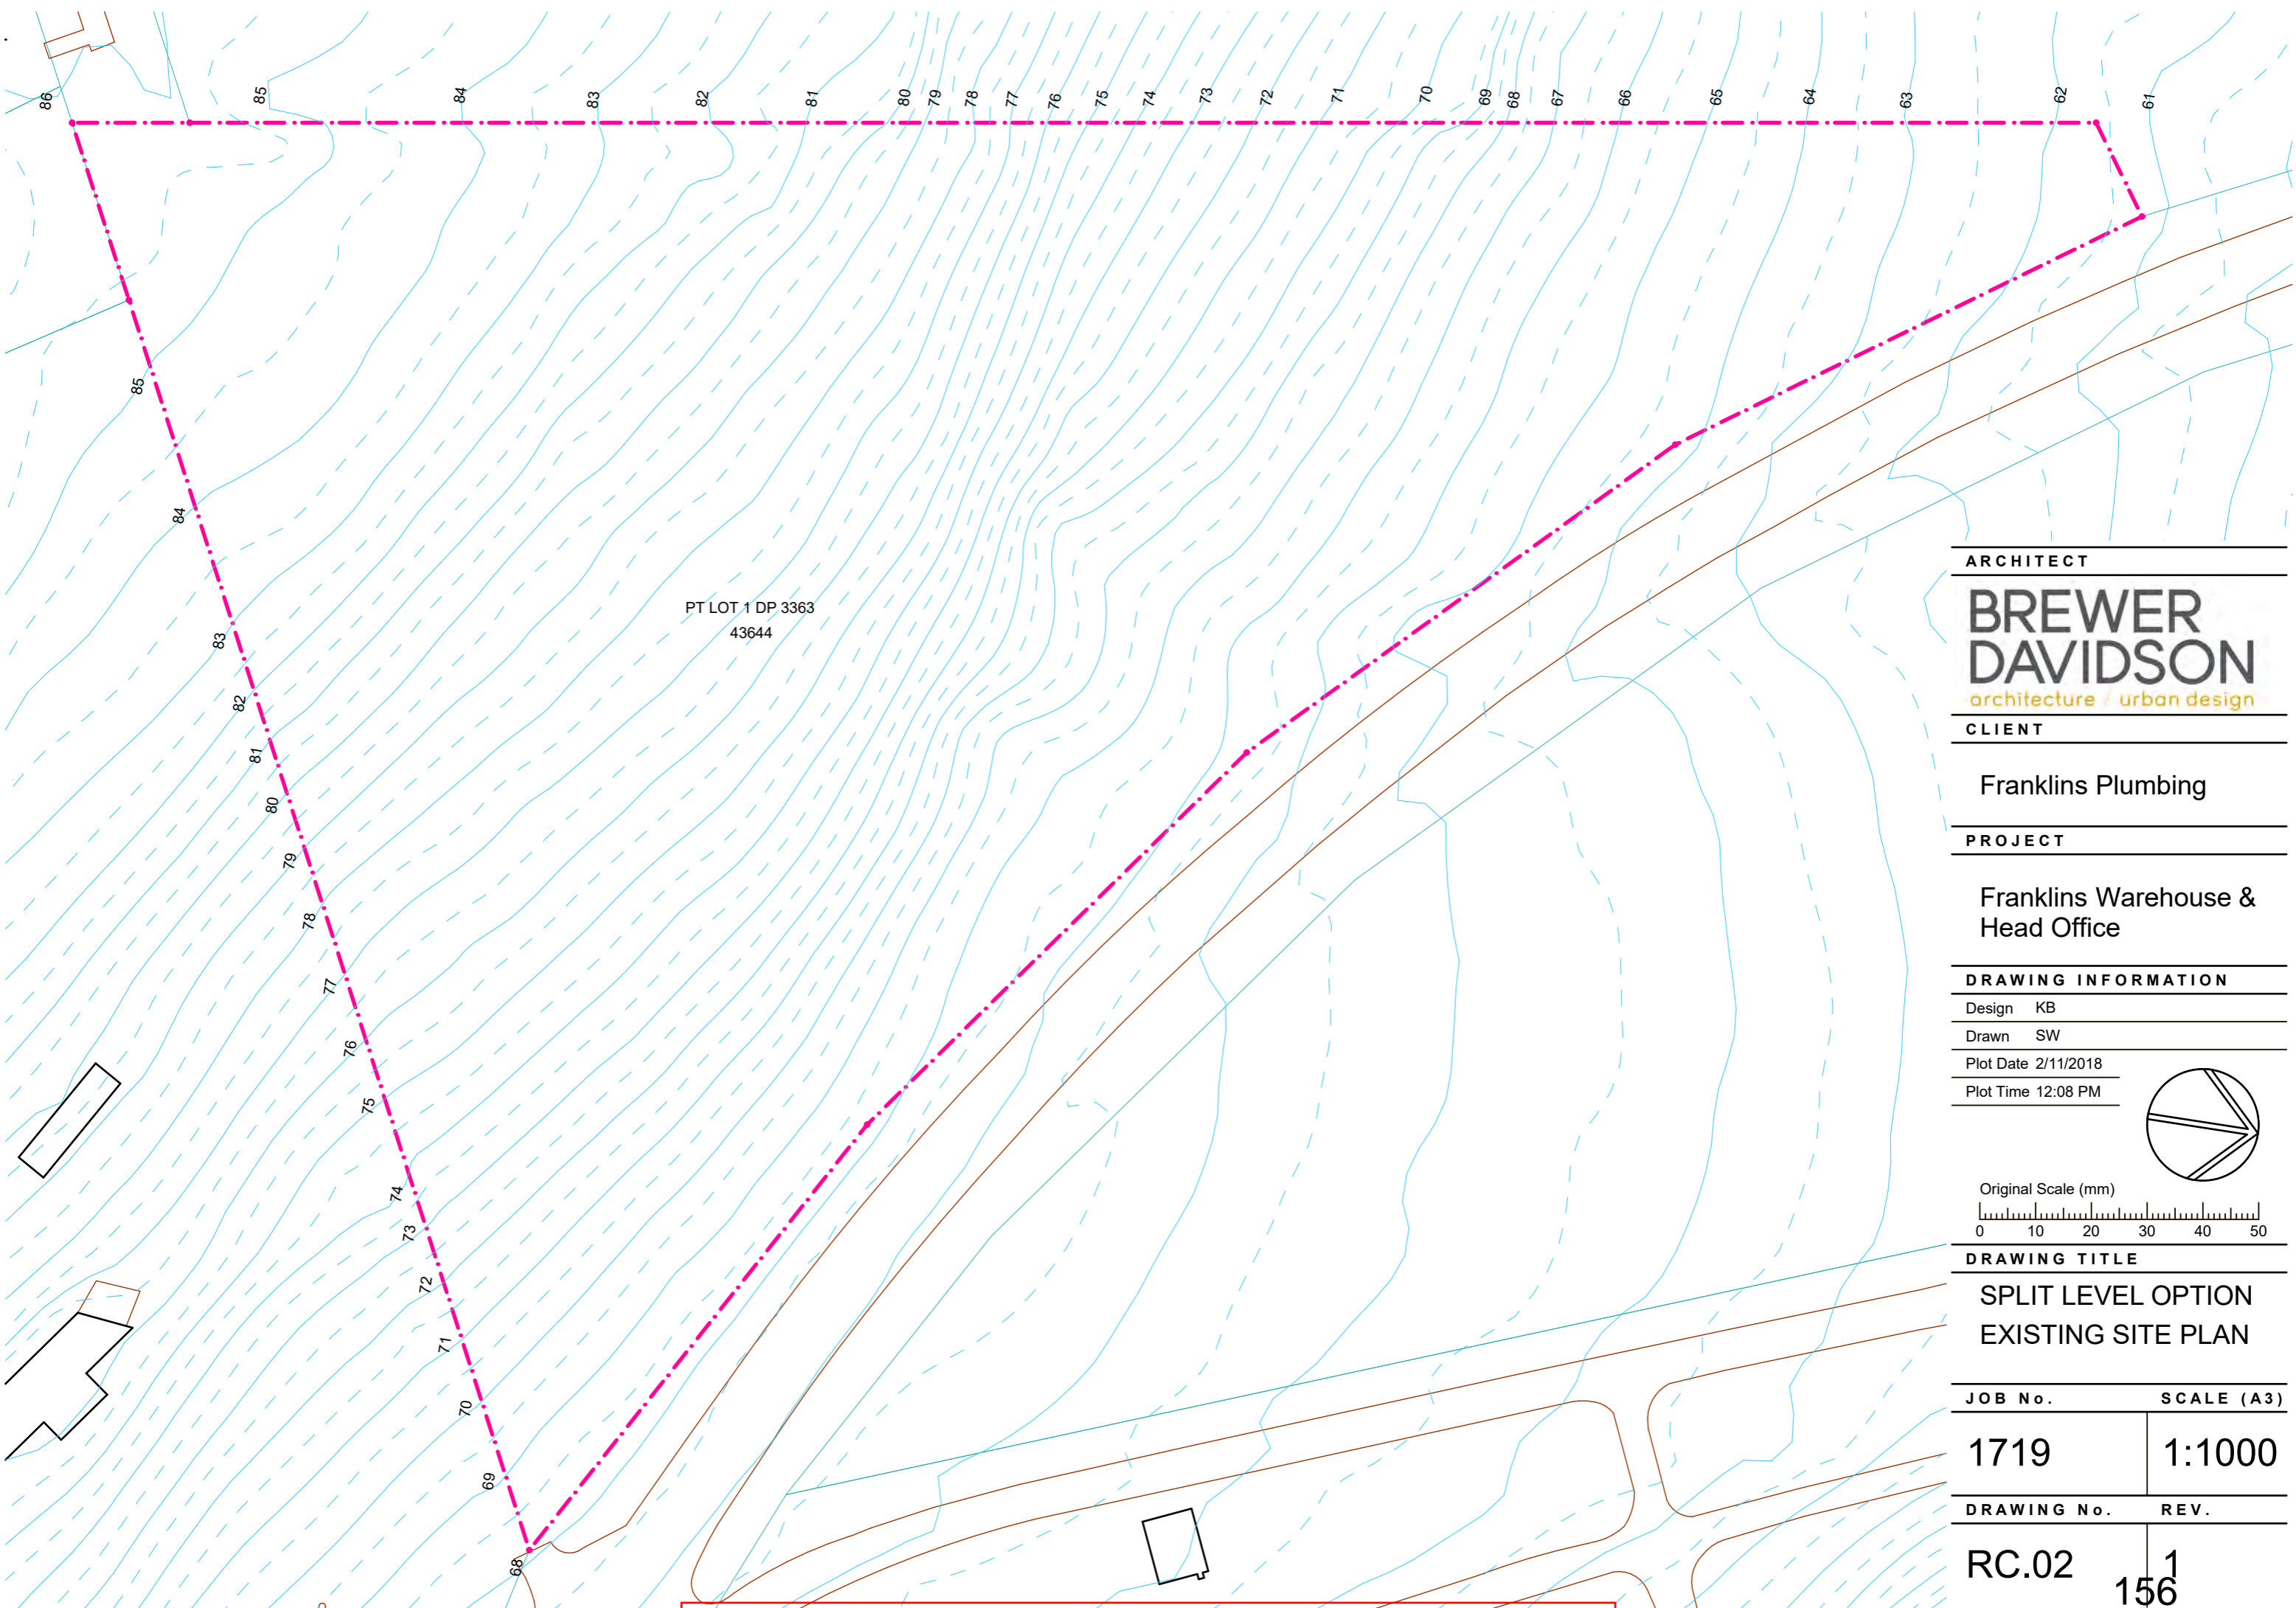 86
85
84
83
82
81
80
79
78
77
76
75
74
73
72
71
70
69
68
67
66
65
64
63
62
61
85
84
83
82
81
80
79
78
77
76
75
74
73
72
71
70
69
68
PT LOT 1 DP 3363
43644
ARCHITECT
BREWER
DAVIDSON
architecture / urban design
CLIENT
Franklins Plumbing
PROJECT
Franklins Warehouse &
Head Office
DRAWING INFORMATION
Design KB
Drawn SW
Plot Date 2/11/2018
Plot Time 12:08 PM
Original Scale (mm)
0 10 20 30 40 50
DRAWING TITLE
SPLIT LEVEL OPTION
EXISTING SITE PLAN
JOB No. SCALE (A3)
1719 1:1000
DRAWING No. REV.
RC.02 1
156